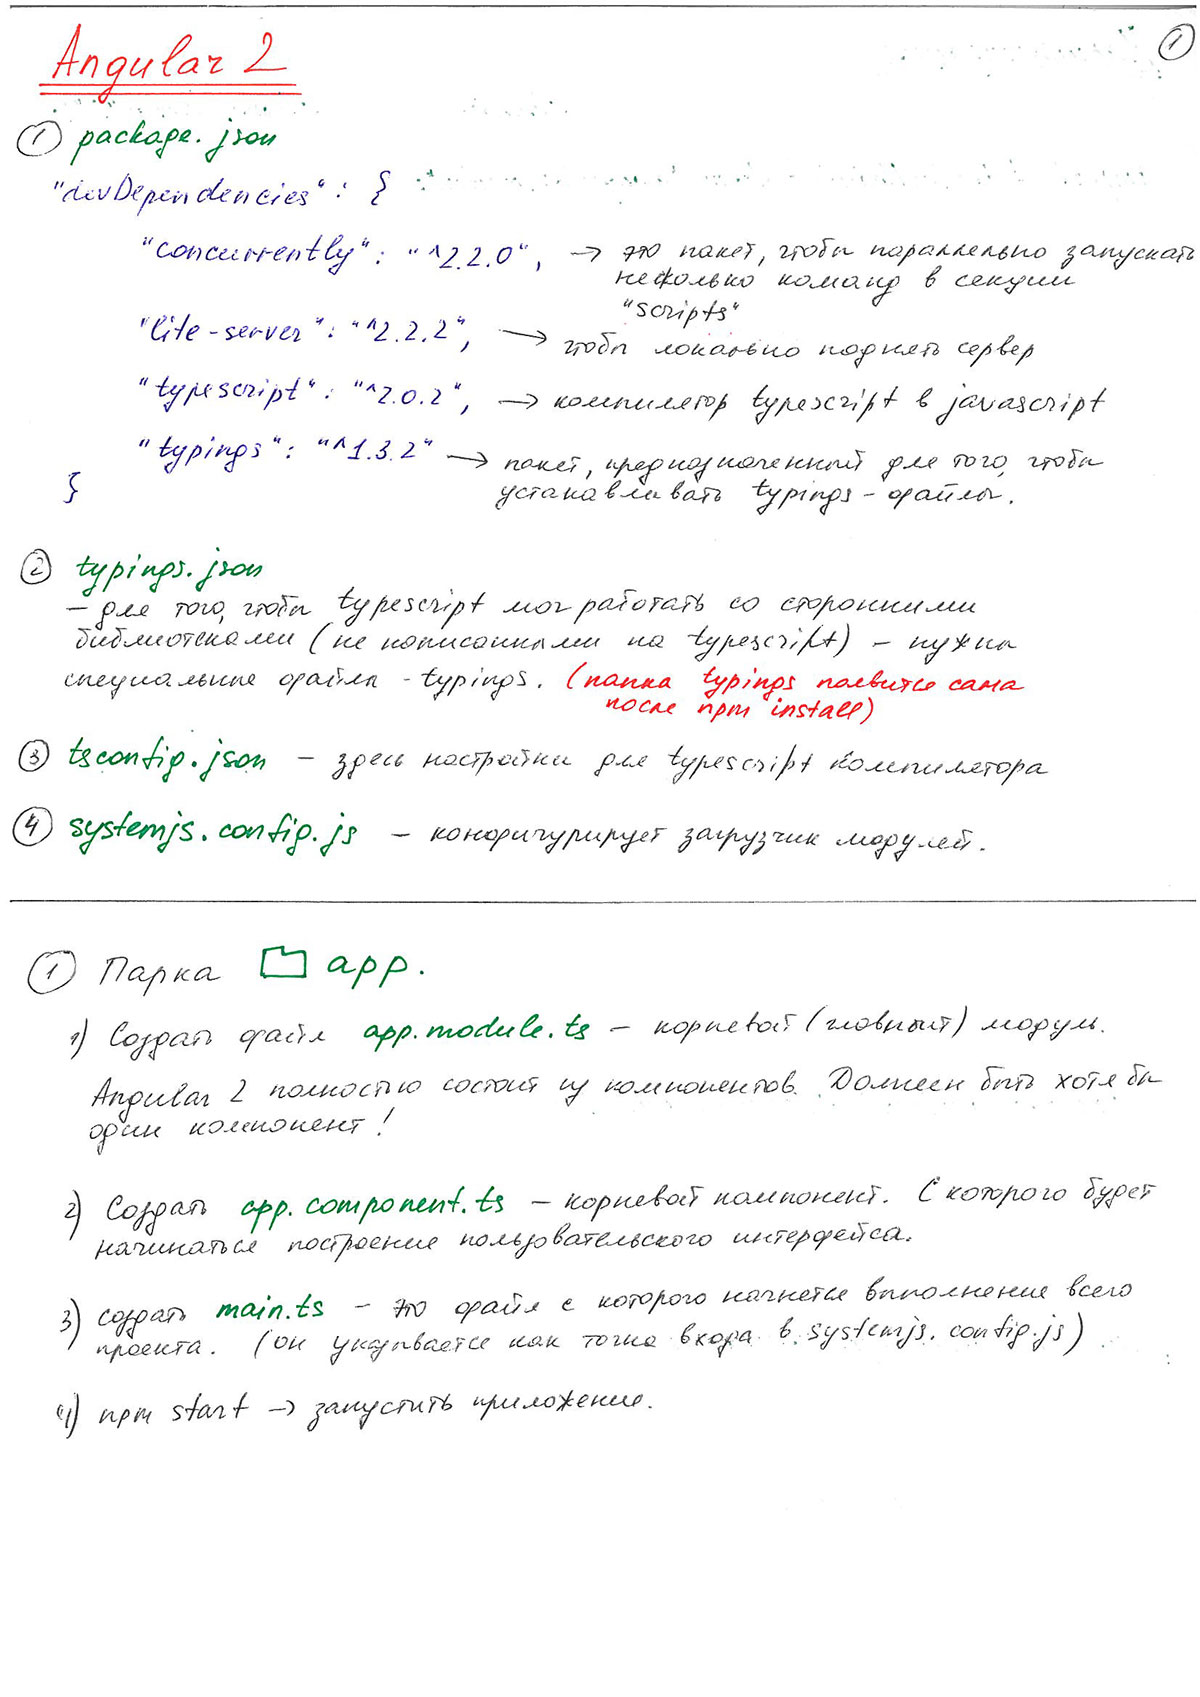 1
Angular 2
1 package.json
"devDependencies": {
"concurrently": "^2.2.0", → это пакет, чтобы параллельно запускать
несколько команд в секции
"scripts"
"lite-server": "^2.2.2", → чтобы локально поднять сервер
"typescript": "^2.0.2", → компилятор typescript в javascript
"typings": "^1.3.2" → пакет, предназначенный для того, чтобы
устанавливать typings-файлы.
}
2 typings.json
– для того, чтобы typescript мог работать со сторонними
библиотеками (не написанными на typescript) – нужны
специальные файлы - typings. (папка typings появится сама
после npm install)
3 tsconfig.json – здесь настройки для typescript компилятора
4 systemjs.config.js – конфигурирует загрузчик модулей.
1 Парка app.
1) Создать файл app.module.ts – корневой (главный) модуль.
Angular 2 полностью состоит из компонентов. Должен быть хотя бы
один компонент!
2) Создать app.component.ts – корневой компонент. С которого будет
начинаться построение пользовательского интерфейса.
3) создать main.ts – это файл с которого начнется выполнение всего
проекта. (он указывается как точка входа в systemjs.config.js)
4) npm start → запустить приложение.